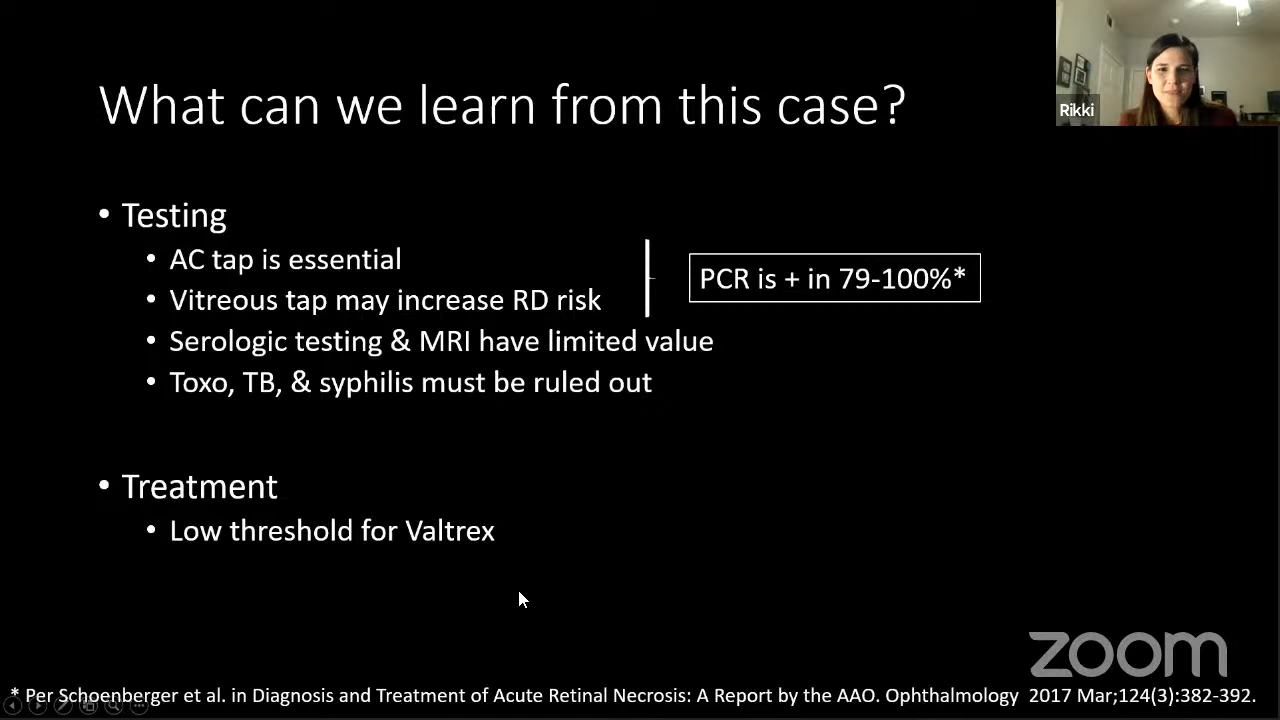 What can we learn from this case?
Rikki
• Testing
• AC tap is essential
• Vitreous tap may increase RD risk
PCR is + in 79-100%*
• Serologic testing & MRI have limited value
• Toxo, TB, & syphilis must be ruled out
• Treatment
• Low threshold for Valtrex
zoom
* Per Schoenberger et al. in Diagnosis and Treatment of Acute Retinal Necrosis: A Report by the AAO. Ophthalmology 2017 Mar;124(3):382-392.